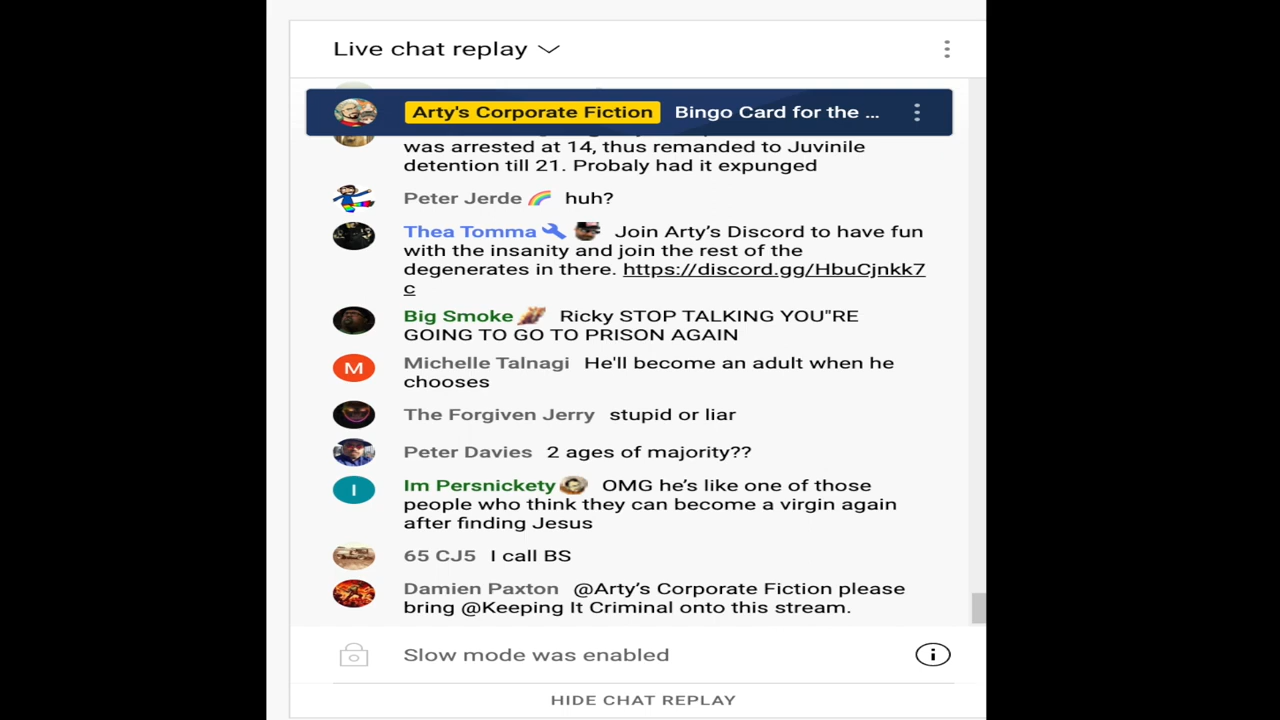 Live chat replay
Arty's Corporate Fiction Bingo Card for the ...
was arrested at 14, thus remanded to Juvinile
detention till 21. Probaly had it expunged
Peter Jerde huh?
Thea Tomma Join Arty’s Discord to have fun
with the insanity and join the rest of the
degenerates in there. https://discord.gg/HbuCjnkk7
c
Big Smoke Ricky STOP TALKING YOU"RE
GOING TO GO TO PRISON AGAIN
M
Michelle Talnagi He'll become an adult when he
chooses
The Forgiven Jerry stupid or liar
Peter Davies 2 ages of majority??
I
Im Persnickety OMG he’s like one of those
people who think they can become a virgin again
after finding Jesus
65 CJ5 I call BS
Damien Paxton @Arty’s Corporate Fiction please
bring @Keeping It Criminal onto this stream.
Slow mode was enabled
HIDE CHAT REPLAY